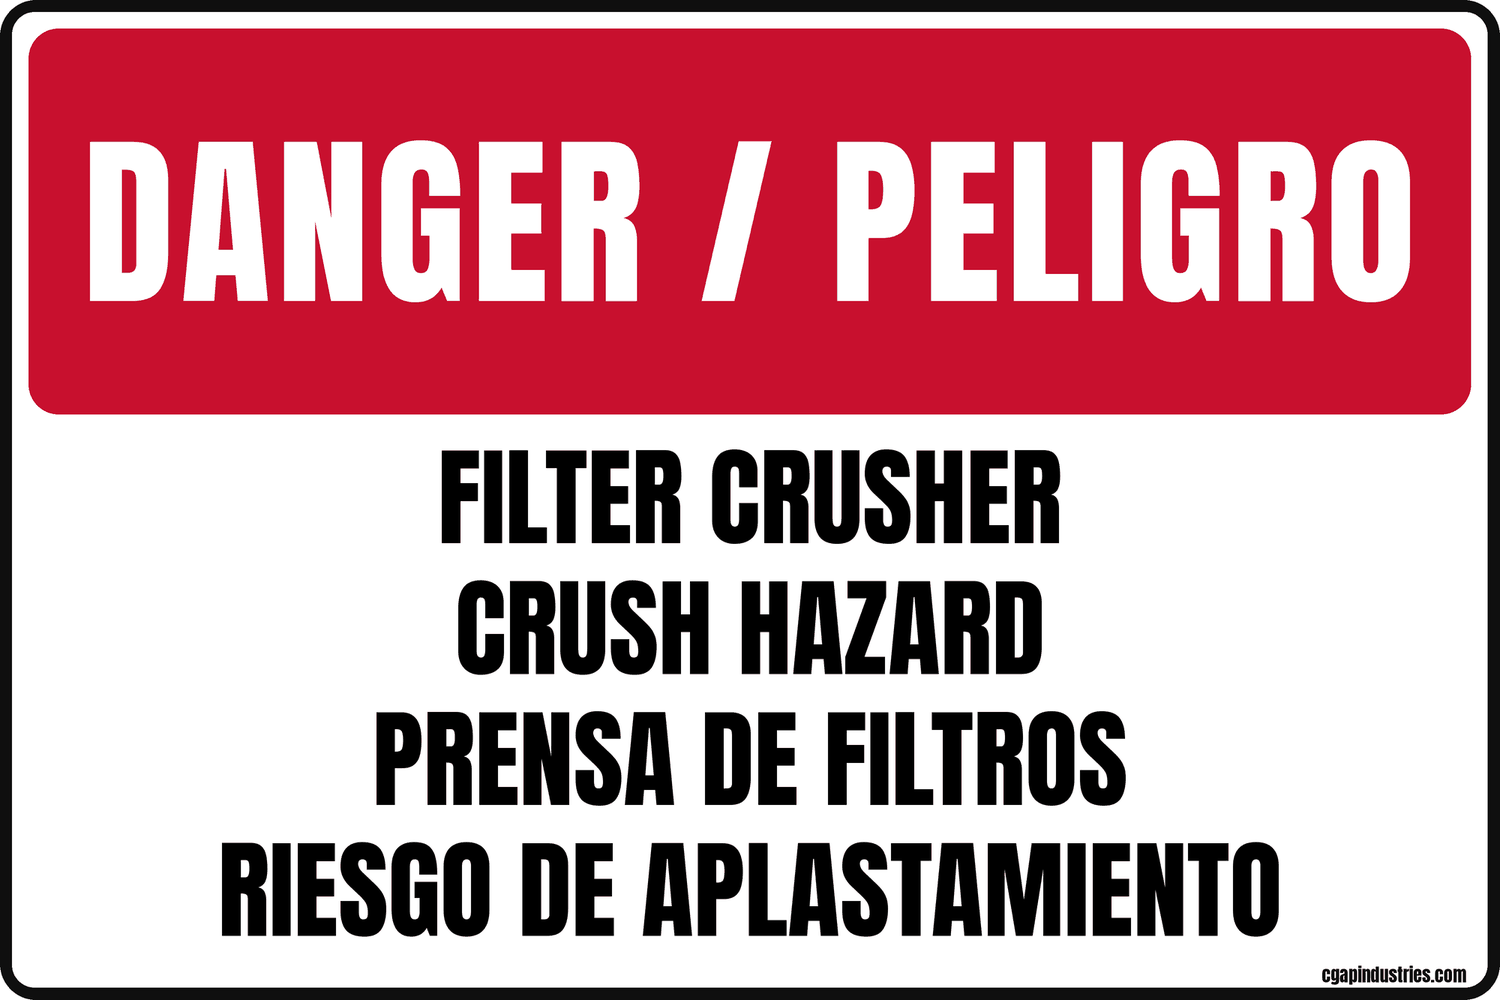 DANGER / PELIGRO
FILTER CRUSHER
CRUSH HAZARD
PRENSA DE FILTROS
RIESGO DE APLASTAMIENTO
cgapindustries.com